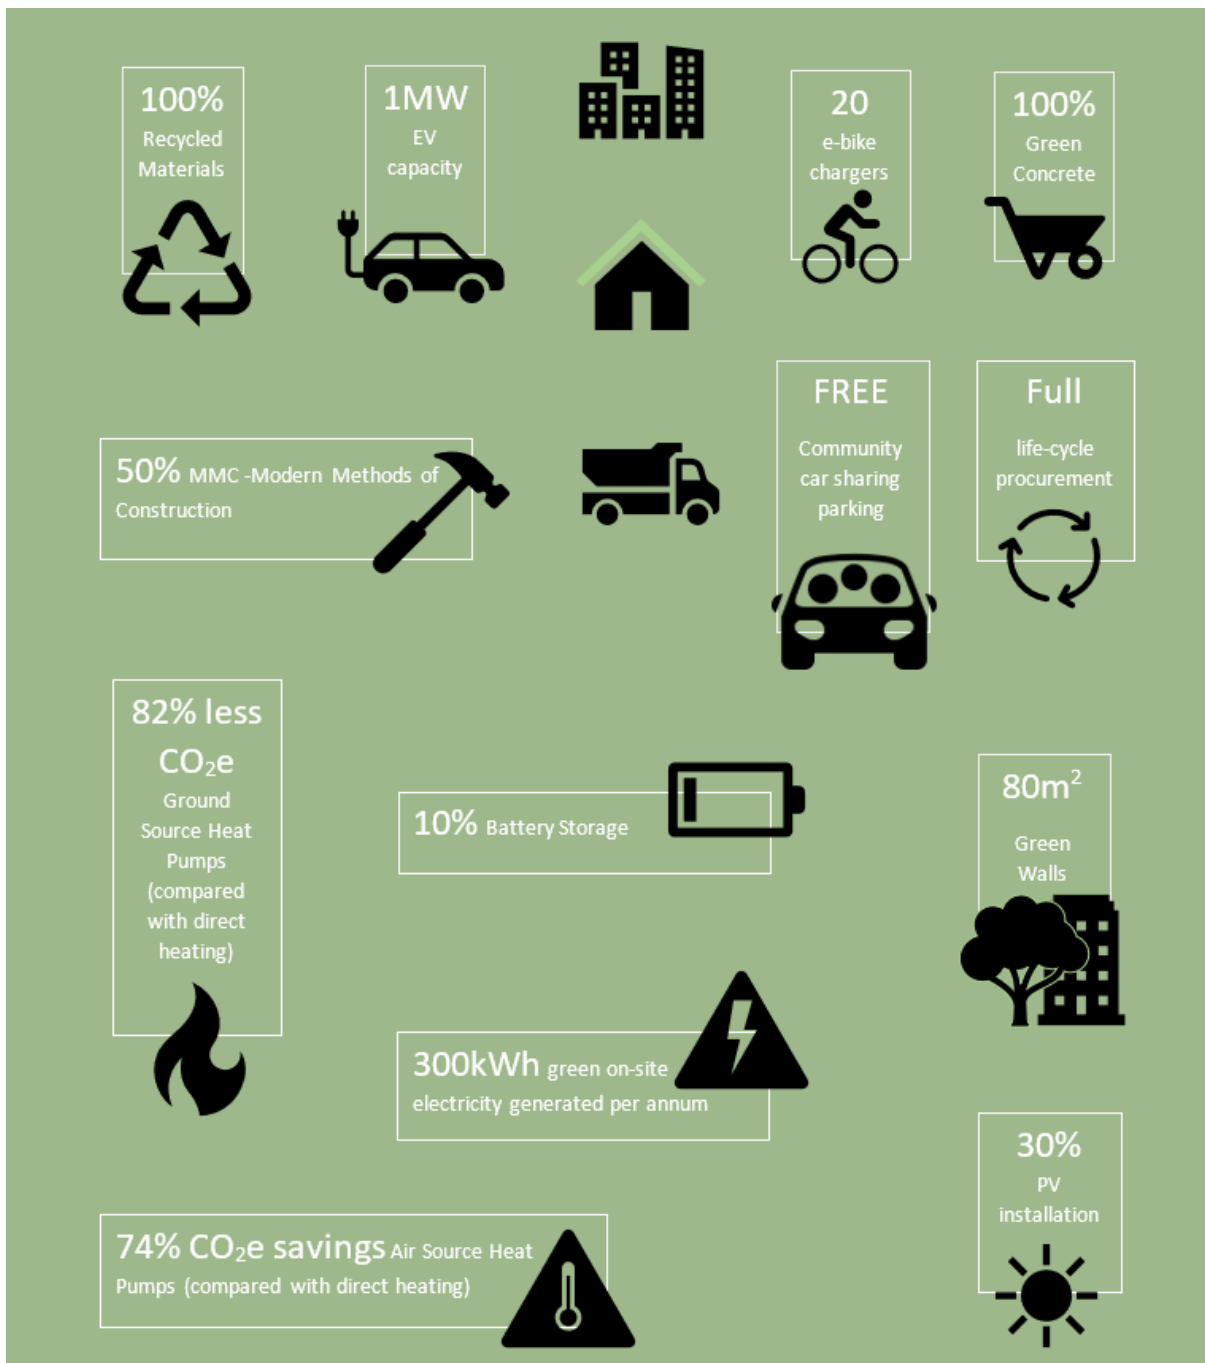 100%
Recycled
Materials
1MW
EV
capacity
20
e-bike
chargers
100%
Green
Concrete
50% MMC -Modern Methods of
Construction
FREE
Community
car sharing
parking
Full
life-cycle
procurement
82% less
CO₂e
Ground
Source Heat
Pumps
(compared
with direct
heating)
10% Battery Storage
80m²
Green
Walls
300kWh green on-site
electricity generated per annum
30%
PV
installation
74% CO₂e savings Air Source Heat
Pumps (compared with direct heating)